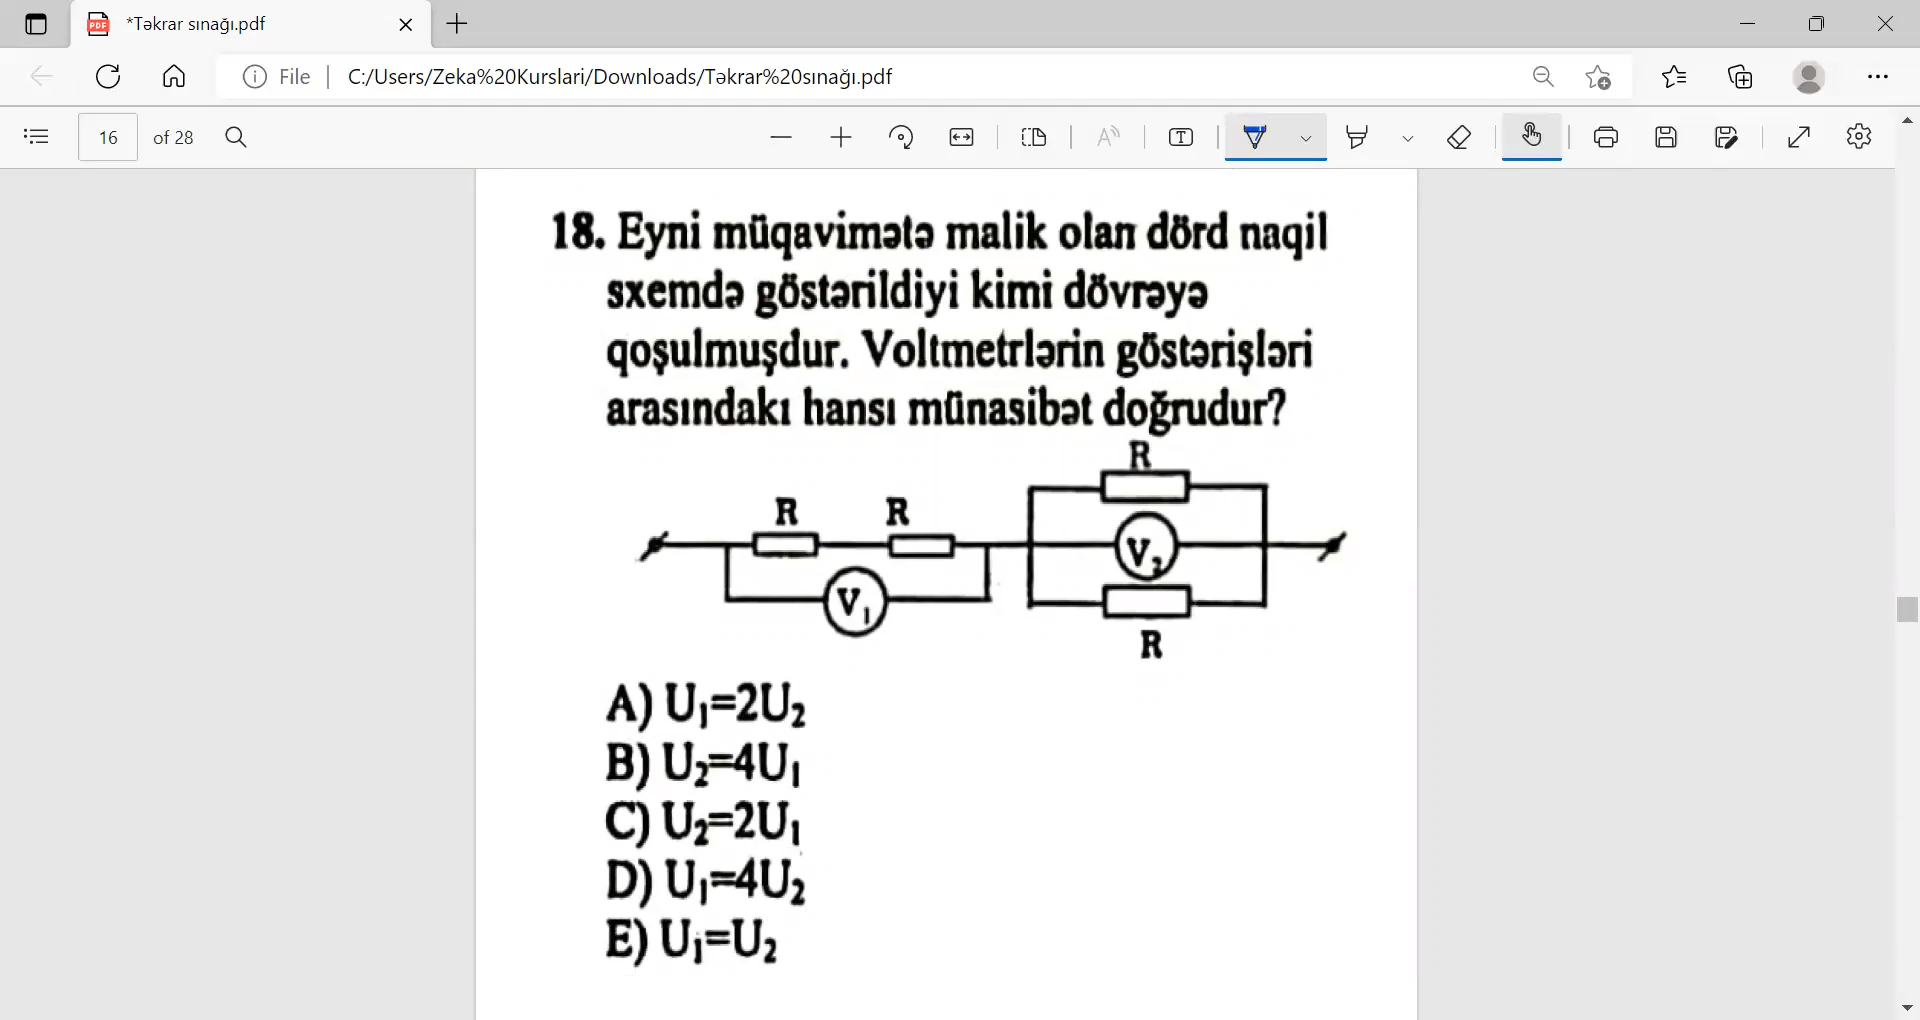 *Təkrar sınağı.pdf
File | C:/Users/Zeka%20Kurslari/Downloads/Təkrar%20sınağı.pdf
16 of 28
18. Eyni müqavimətə malik olan dörd naqil
sxemdə göstərildiyi kimi dövrəyə
qoşulmuşdur. Voltmetrlərin göstərişləri
arasındakı hansı münasibət doğrudur?
R
R R
V₂
V₁
R
A) U₁=2U₂
B) U₂=4U₁
C) U₂=2U₁
D) U₁=4U₂
E) U₁=U₂